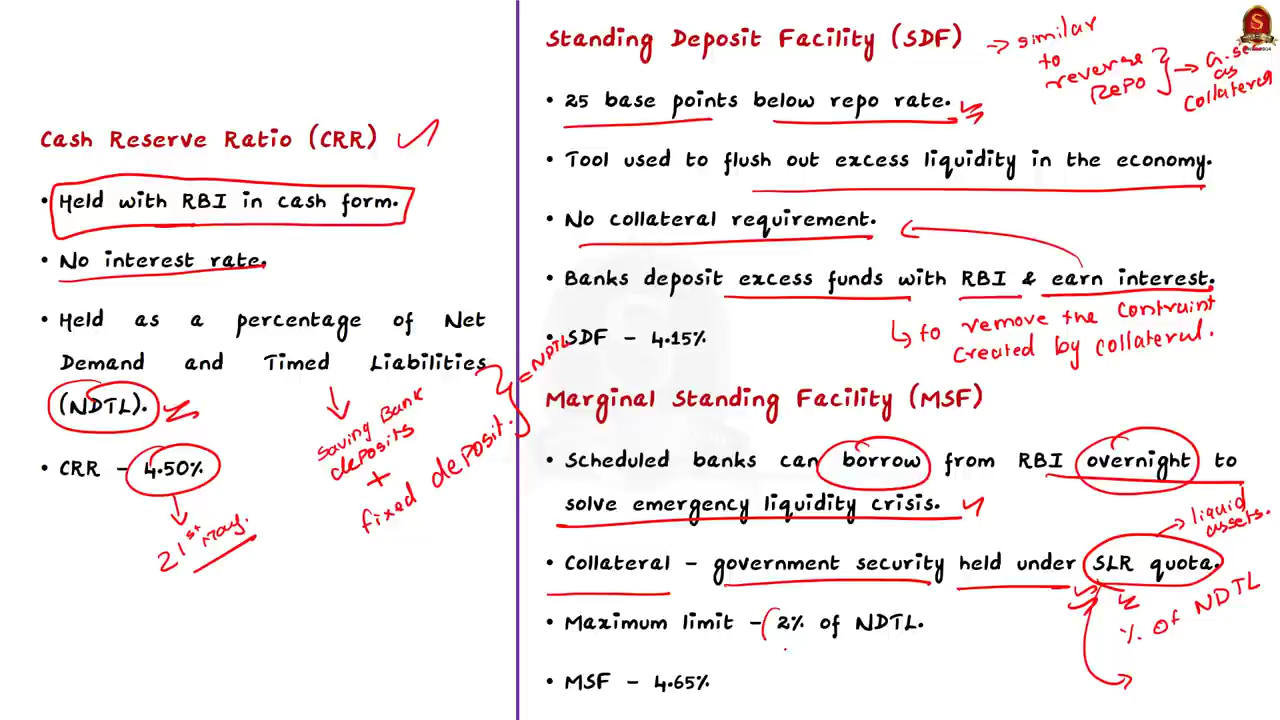 Cash Reserve Ratio (CRR)
• Held with RBI in cash form.
• No interest rate.
• Held as a percentage of Net
Demand and Timed Liabilities
(NDTL).
= NDTL
saving Bank
deposits
+
fixed deposit.
• CRR - 4.50%
21st May.
Standing Deposit Facility (SDF)
→ similar
to
reverse
Repo
→ G.se
as
collateral
• 25 base points below repo rate.
• Tool used to flush out excess liquidity in the economy.
• No collateral requirement.
• Banks deposit excess funds with RBI & earn interest.
↳ to remove the constraint
created by collateral.
• SDF - 4.15%
Marginal Standing Facility (MSF)
• Scheduled banks can borrow from RBI overnight to
solve emergency liquidity crisis.
→ liquid
assets.
• Collateral - government security held under SLR quota.
% of NDTL
• Maximum limit - 2% of NDTL.
• MSF - 4.65%